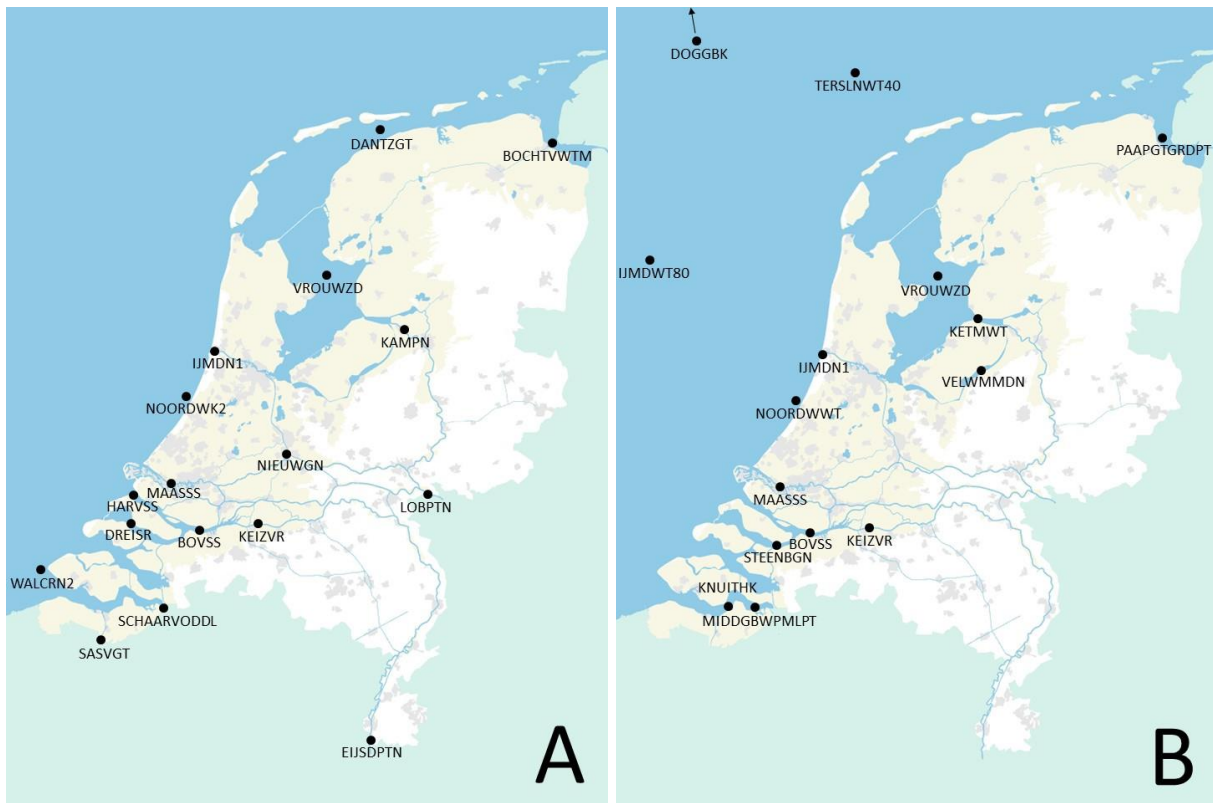 DANTZGT
BOCHTVWTM
VROUWZD
KAMPN
IJMDN1
NOORDWK2
NIEUWGN
MAASSS
HARVSS
LOBPTN
DREISR
BOVSS
KEIZVR
WALCRN2
SCHAARVODDL
SASVGT
EIJSDPTN
A
DOGGBK
TERSLNWT40
PAAPGTGRDPT
IJMDWT80
VROUWZD
KETMWT
IJMDN1
VELWMMDN
NOORDWWT
MAASSS
BOVSS
KEIZVR
STEENBGN
KNUITHK
MIDDGBWPMLPT
B